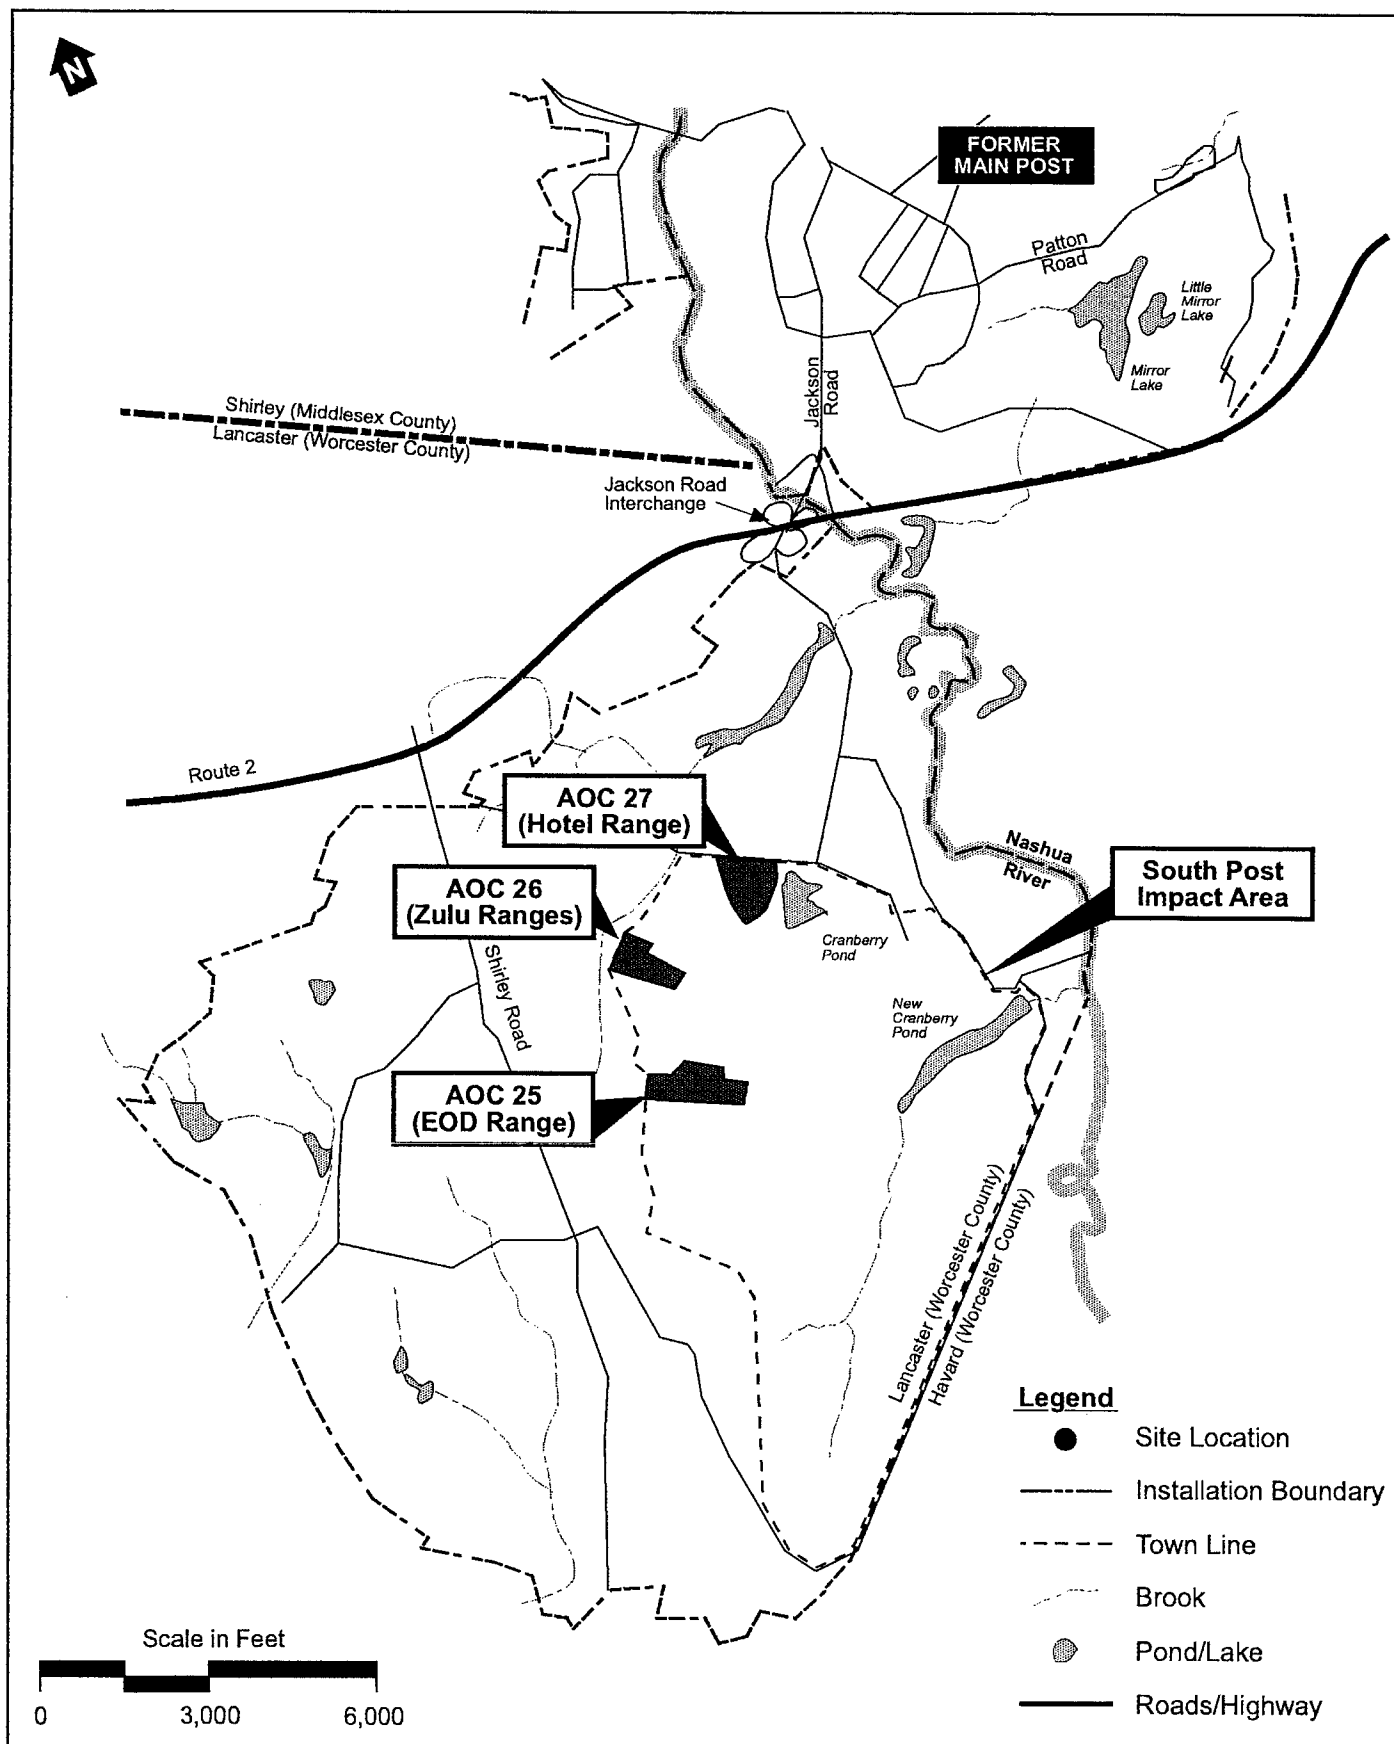 N
FORMER
MAIN POST
Patton
Road
Little
Mirror
Lake
Mirror
Lake
Jackson
Road
Shirley (Middlesex County)
Lancaster (Worcester County)
Jackson Road
Interchange
Route 2
AOC 27
(Hotel Range)
Nashua
River
South Post
Impact Area
AOC 26
(Zulu Ranges)
Cranberry
Pond
Shirley Road
New
Cranberry
Pond
AOC 25
(EOD Range)
Lancaster (Worcester County)
Havard (Worcester County)
Legend
Site Location
Installation Boundary
Town Line
Brook
Pond/Lake
Roads/Highway
Scale in Feet
0 3,000 6,000